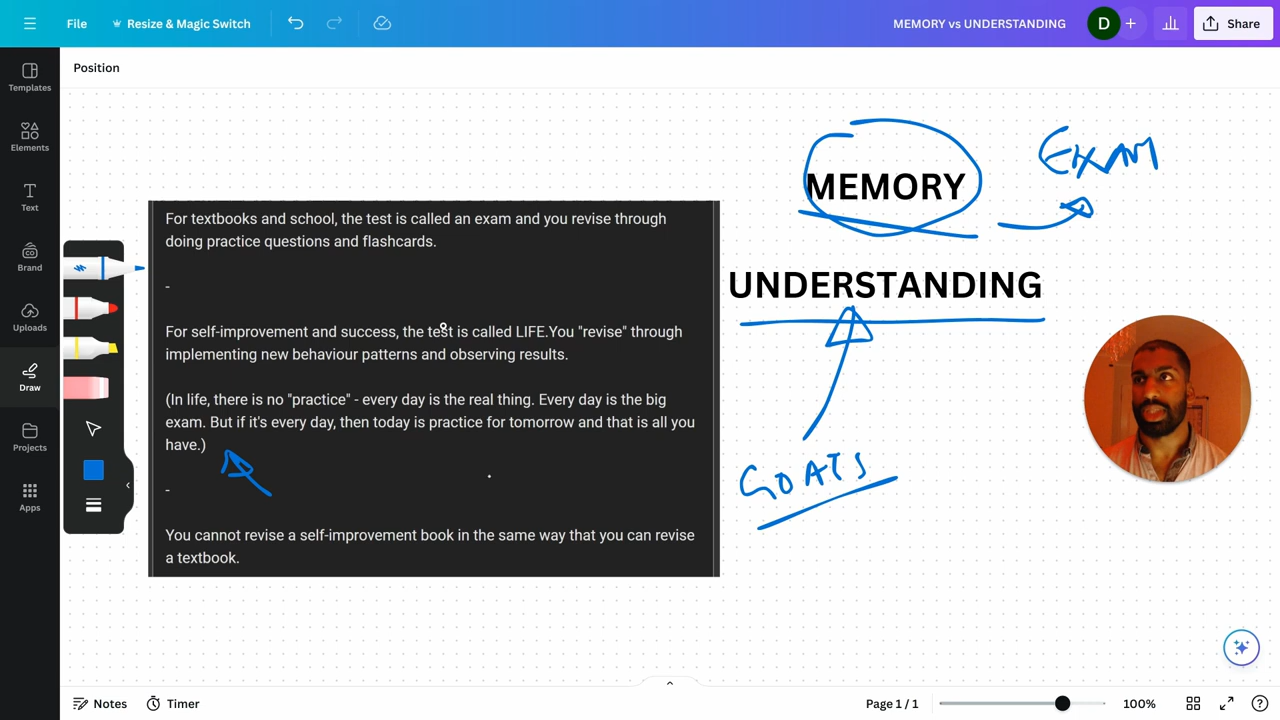 File
Resize & Magic Switch
MEMORY vs UNDERSTANDING
D
+
Share
Position
Templates
Elements
Text
Brand
Uploads
Draw
Projects
Apps
For textbooks and school, the test is called an exam and you revise through
doing practice questions and flashcards.
-
For self-improvement and success, the test is called LIFE.You "revise" through
implementing new behaviour patterns and observing results.
(In life, there is no "practice" - every day is the real thing. Every day is the big
exam. But if it's every day, then today is practice for tomorrow and that is all you
have.)
-
You cannot revise a self-improvement book in the same way that you can revise
a textbook.
EXAM
MEMORY
UNDERSTANDING
GOATS
Notes
Timer
Page 1 / 1
100%